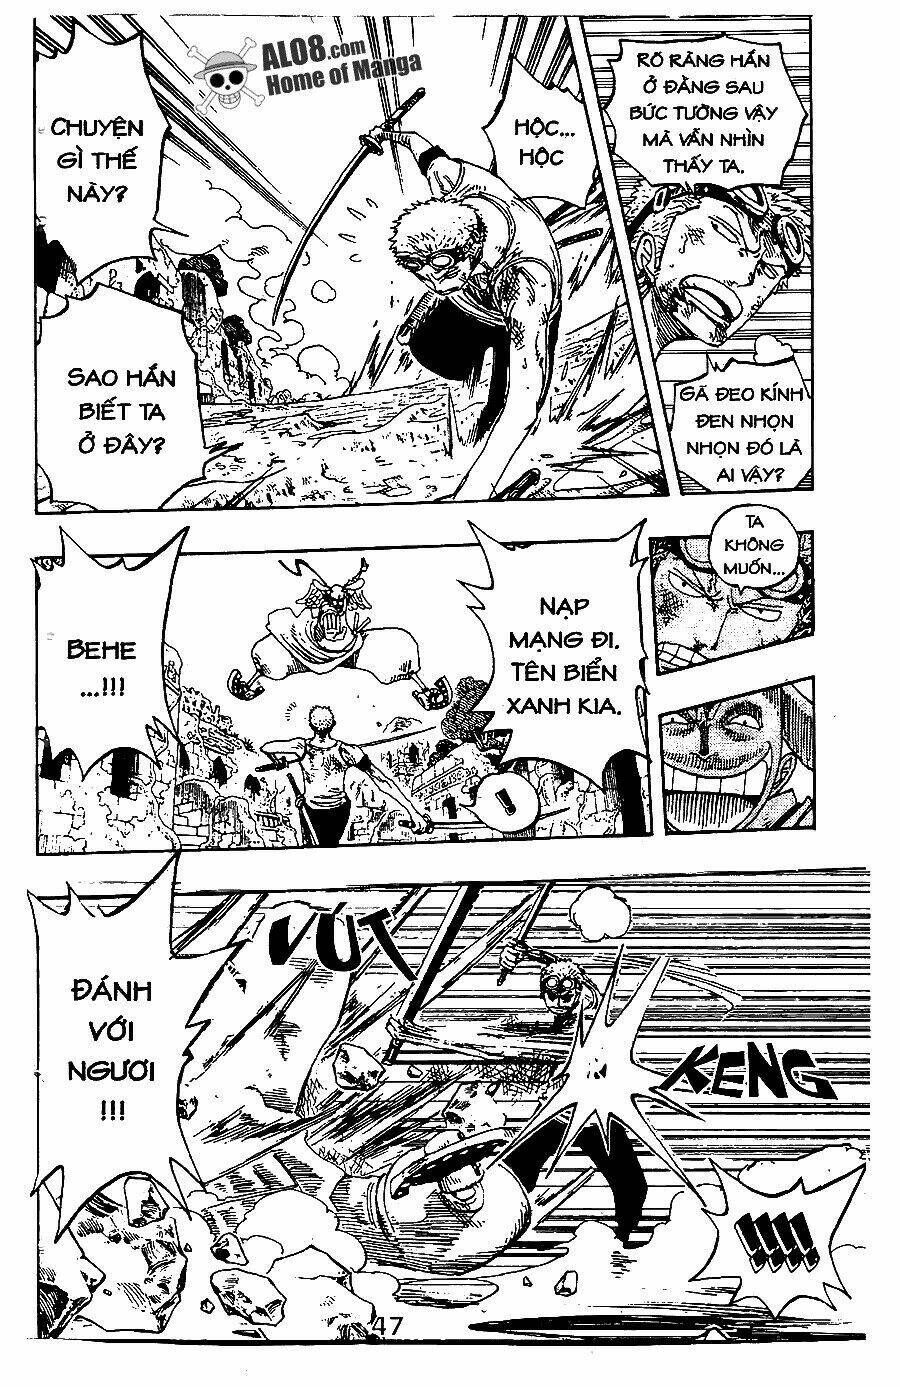 ALO8.com
Home of Manga
RÕ RÀNG HẮN
Ở ĐẰNG SAU
BỨC TƯỜNG VẬY
MÀ VẪN NHÌN
THẤY TA.
HỘC...
HỘC
CHUYỆN
GÌ THẾ
NÀY?
GÃ ĐEO KÍNH
ĐEN NHỌN
NHỌN ĐÓ LÀ
AI VẬY?
SAO HẮN
BIẾT TA
Ở ĐÂY?
TA
KHÔNG
MUỐN...
NẠP
MẠNG ĐI.
TÊN BIỂN
XANH KIA.
BEHE
...!!!
!
ĐÁNH
VỚI
NGƯƠI
!!!
VÚT
KENG
!!!!
47